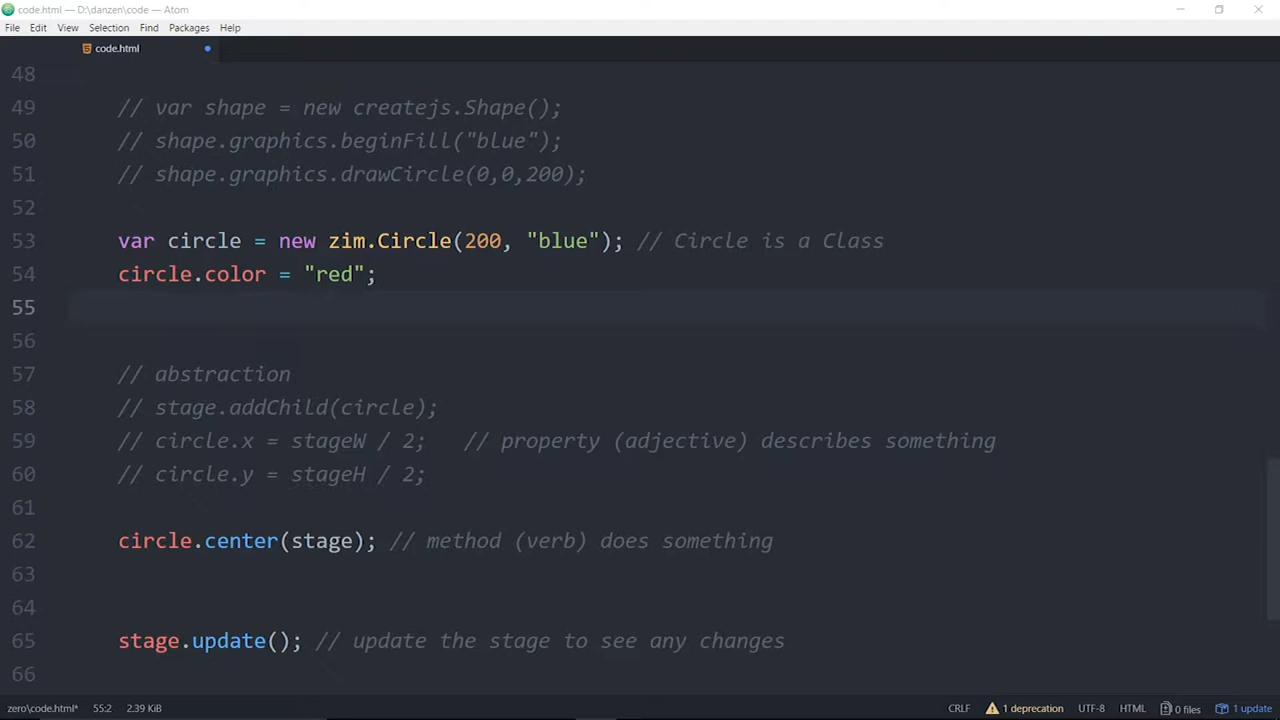 code.html — D:\danzen\code — Atom
File Edit View Selection Find Packages Help
code.html
48
49 // var shape = new createjs.Shape();
50 // shape.graphics.beginFill("blue");
51 // shape.graphics.drawCircle(0,0,200);
52
53 var circle = new zim.Circle(200, "blue"); // Circle is a Class
54 circle.color = "red";
55
56
57 // abstraction
58 // stage.addChild(circle);
59 // circle.x = stageW / 2; // property (adjective) describes something
60 // circle.y = stageH / 2;
61
62 circle.center(stage); // method (verb) does something
63
64
65 stage.update(); // update the stage to see any changes
66
zero\code.html* 55:2 2.39 KiB CRLF 1 deprecation UTF-8 HTML 0 files 1 update